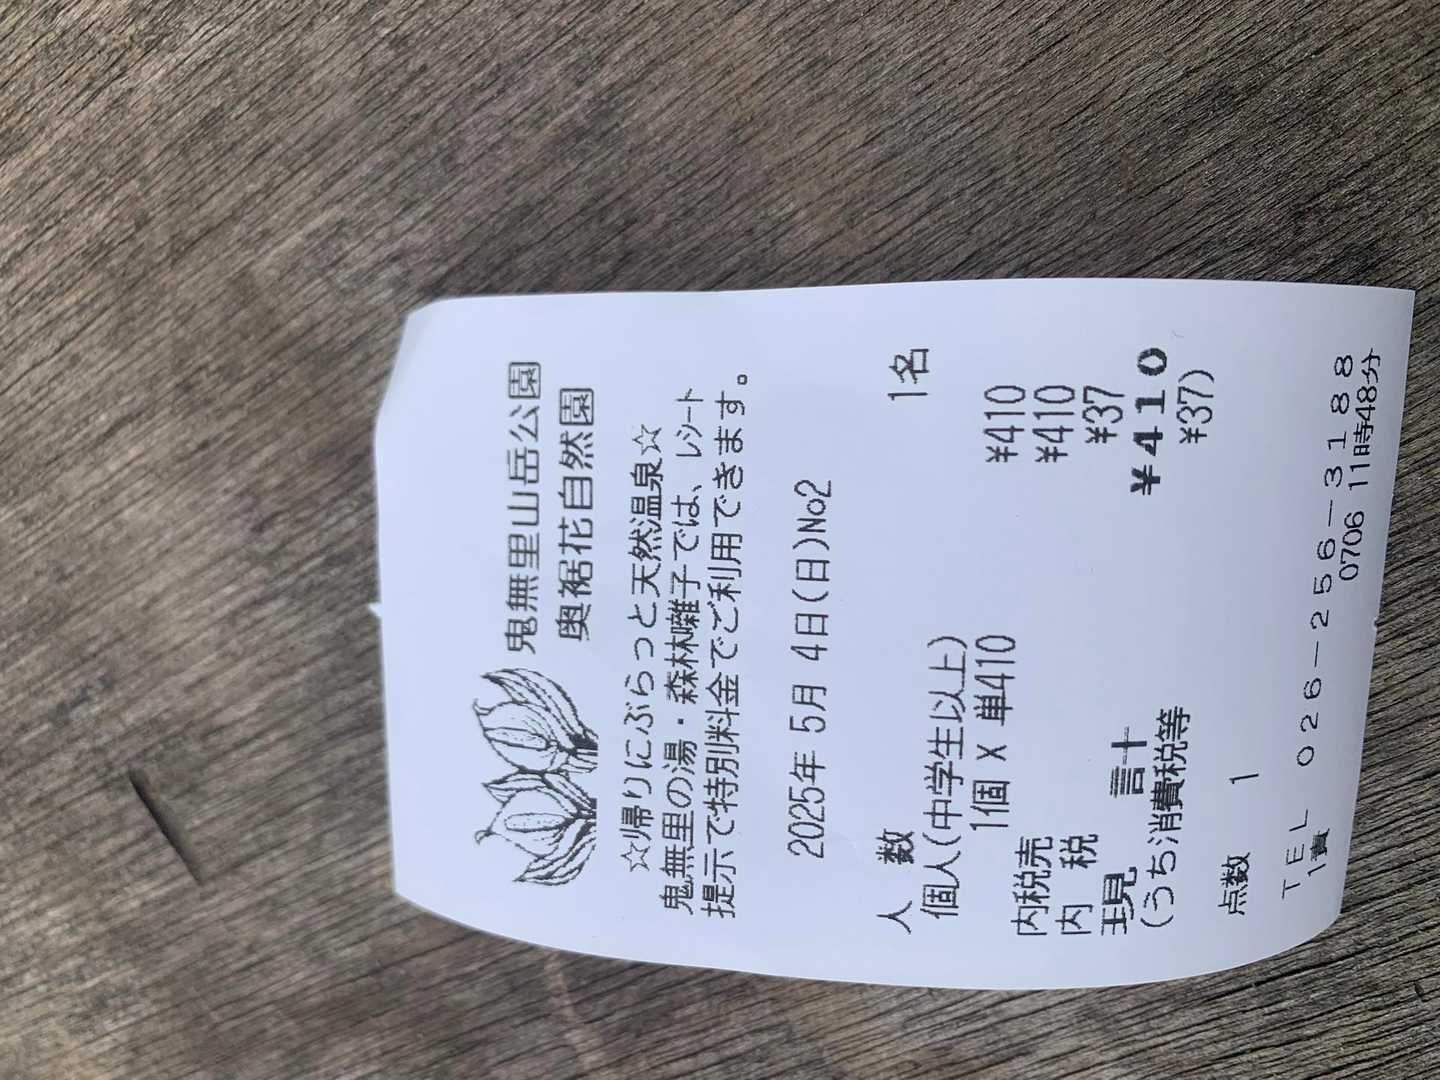 鬼無里山岳公園
奥裾花自然園
☆帰りにぶらっと天然温泉☆
鬼無里の湯・森林囃子では、レシート
提示で特別料金でご利用できます。
2025年 5月 4日(日)No2
人 数 1名
個人(中学生以上)
1個 X 単410 ¥410
内税売 ¥410
内 税 ¥37
現 計 ¥410
(うち消費税等 ¥37)
点数 1
TEL 026-256-3188
1責 0706 11時48分